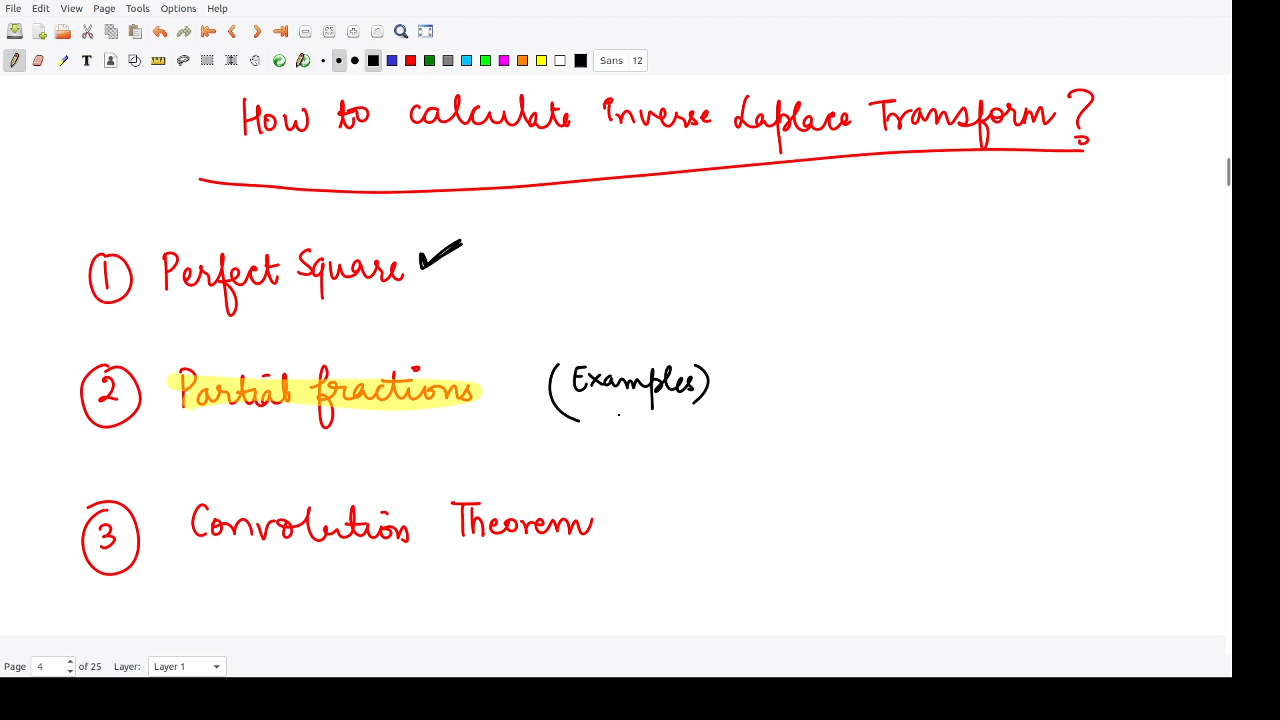 File Edit View Page Tools Options Help
T Sans 12
How to calculate Inverse Laplace Transform?
1 Perfect Square ✓
2 Partial fractions (Examples)
3 Convolution Theorem
Page 4 of 25 Layer: Layer 1